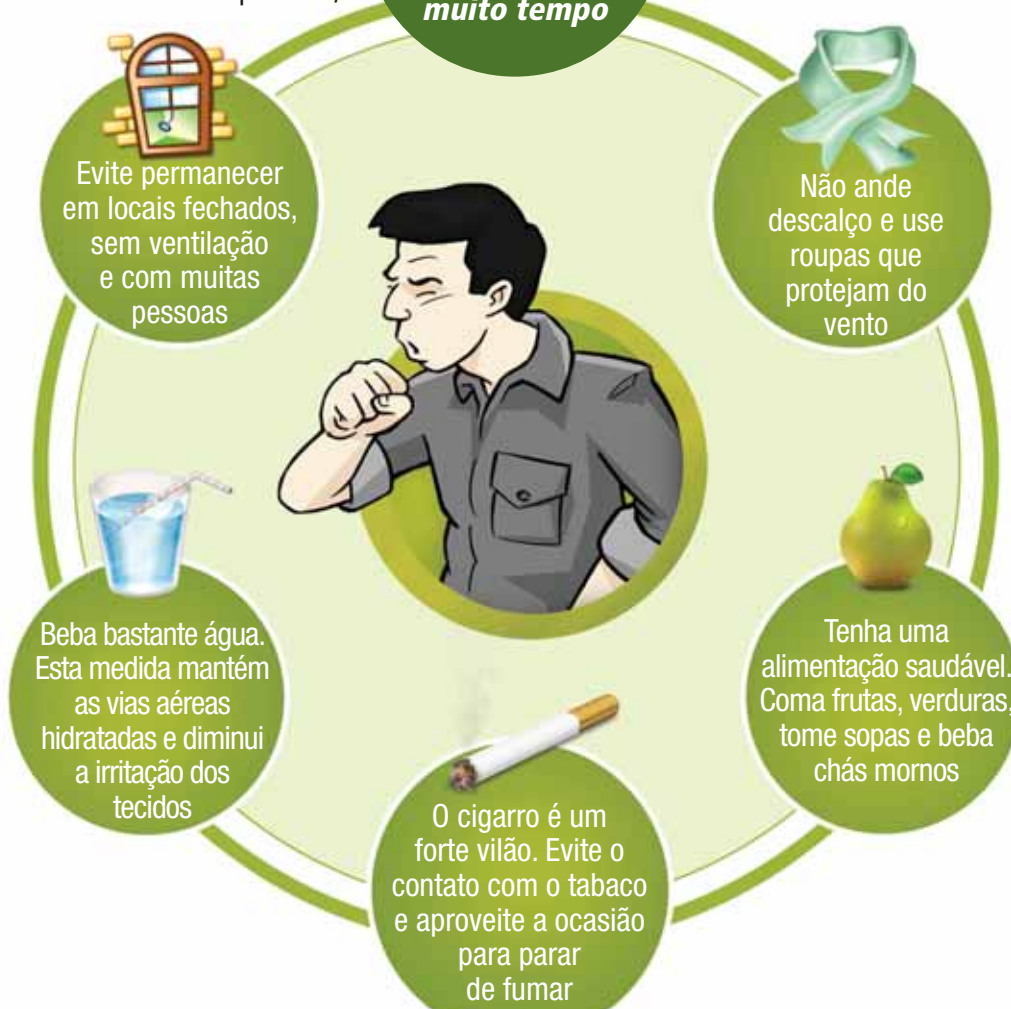 muito tempo
Evite permanecer
em locais fechados,
sem ventilação
e com muitas
pessoas
Não ande
descalço e use
roupas que
protejam do
vento
Beba bastante água.
Esta medida mantém
as vias aéreas
hidratadas e diminui
a irritação dos
tecidos
Tenha uma
alimentação saudável.
Coma frutas, verduras,
tome sopas e beba
chás mornos
O cigarro é um
forte vilão. Evite o
contato com o tabaco
e aproveite a ocasião
para parar
de fumar